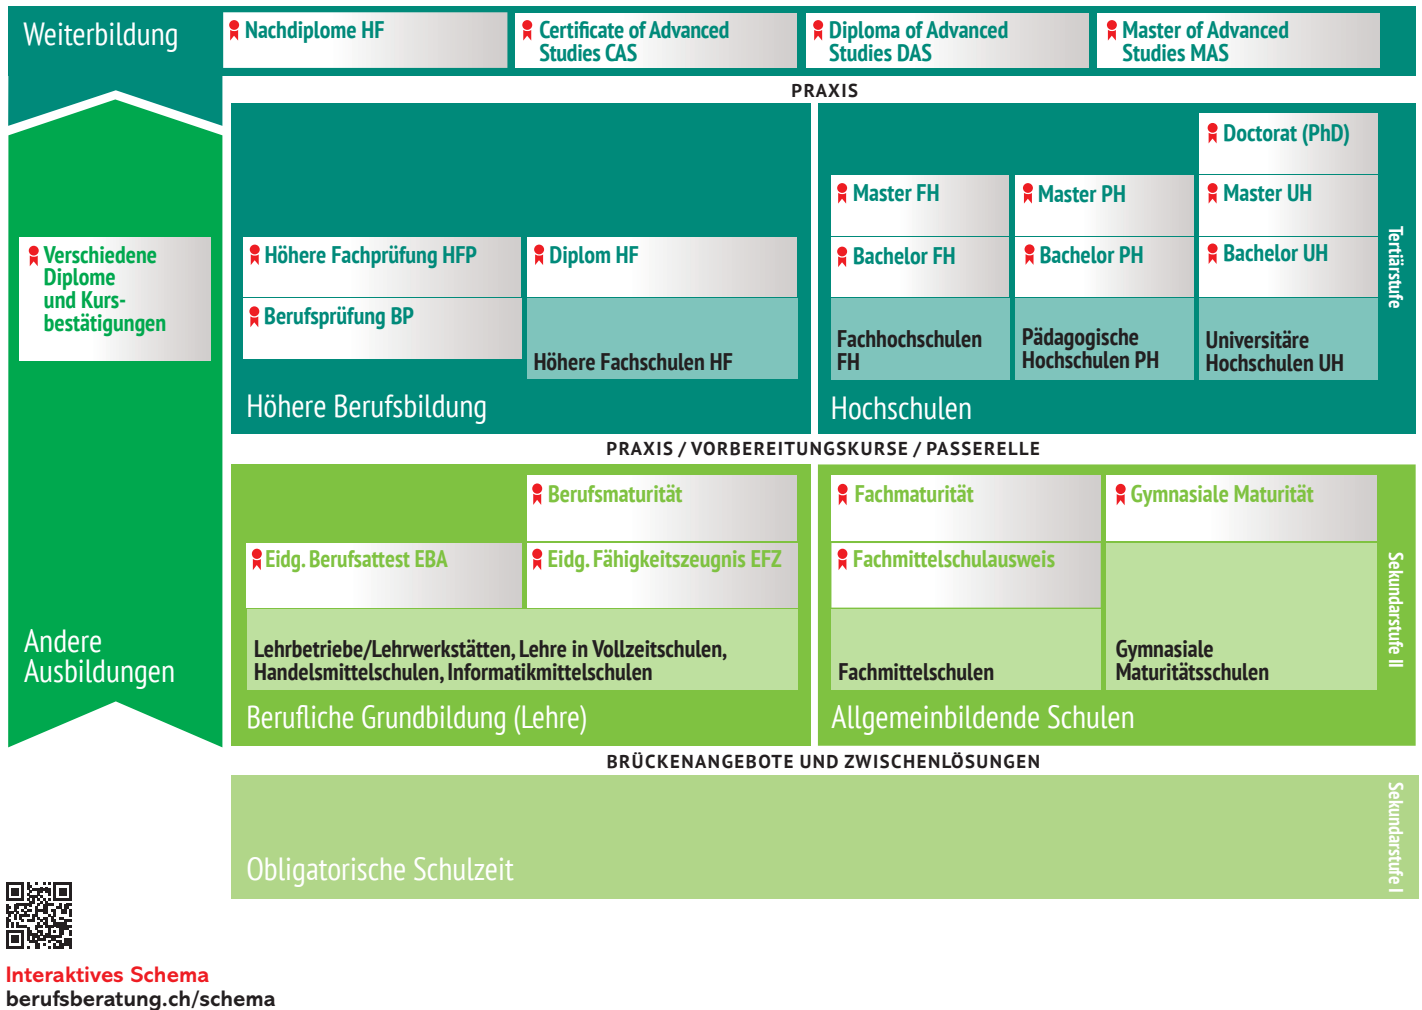 Weiterbildung
Nachdiplome HF
Certificate of Advanced
Studies CAS
Diploma of Advanced
Studies DAS
Master of Advanced
Studies MAS
PRAXIS
Doctorat (PhD)
Master FH
Master PH
Master UH
Verschiedene
Diplome
und Kurs-
bestätigungen
Höhere Fachprüfung HFP
Diplom HF
Bachelor FH
Bachelor PH
Bachelor UH
Tertiärstufe
Berufsprüfung BP
Höhere Fachschulen HF
Fachhochschulen
FH
Pädagogische
Hochschulen PH
Universitäre
Hochschulen UH
Höhere Berufsbildung
Hochschulen
PRAXIS / VORBEREITUNGSKURSE / PASSERELLE
Berufsmaturität
Fachmaturität
Gymnasiale Maturität
Eidg. Berufsattest EBA
Eidg. Fähigkeitszeugnis EFZ
Fachmittelschulausweis
Sekundarstufe II
Andere
Ausbildungen
Lehrbetriebe/Lehrwerkstätten, Lehre in Vollzeitschulen,
Handelsmittelschulen, Informatikmittelschulen
Fachmittelschulen
Gymnasiale
Maturitätsschulen
Berufliche Grundbildung (Lehre)
Allgemeinbildende Schulen
BRÜCKENANGEBOTE UND ZWISCHENLÖSUNGEN
Obligatorische Schulzeit
Sekundarstufe I
Interaktives Schema
berufsberatung.ch/schema